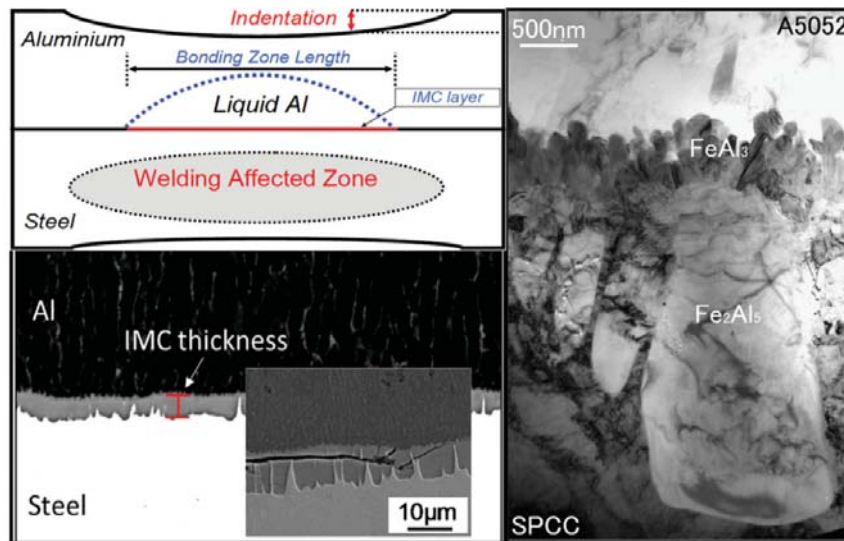 Indentation
Aluminium
Bonding Zone Length
Liquid Al
IMC layer
Welding Affected Zone
Steel
Al
IMC thickness
Steel
10μm
500nm
A5052
FeAl₃
Fe₂Al₅
SPCC